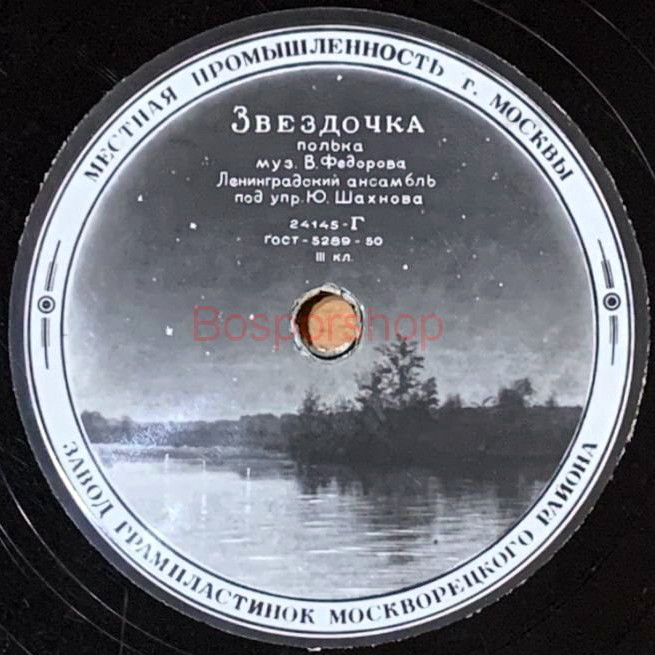 МЕСТНАЯ ПРОМЫШЛЕННОСТЬ г. МОСКВЫ
ЗВЕЗДОЧКА
полька
муз. В. Федорова
Ленинградский ансамбль
под упр. Ю. Шахнова
24145-Г
ГОСТ-5289-50
III кл.
Bosporshop
ЗАВОД ГРАМПЛАСТИНОК МОСКВОРЕЦКОГО РАЙОНА